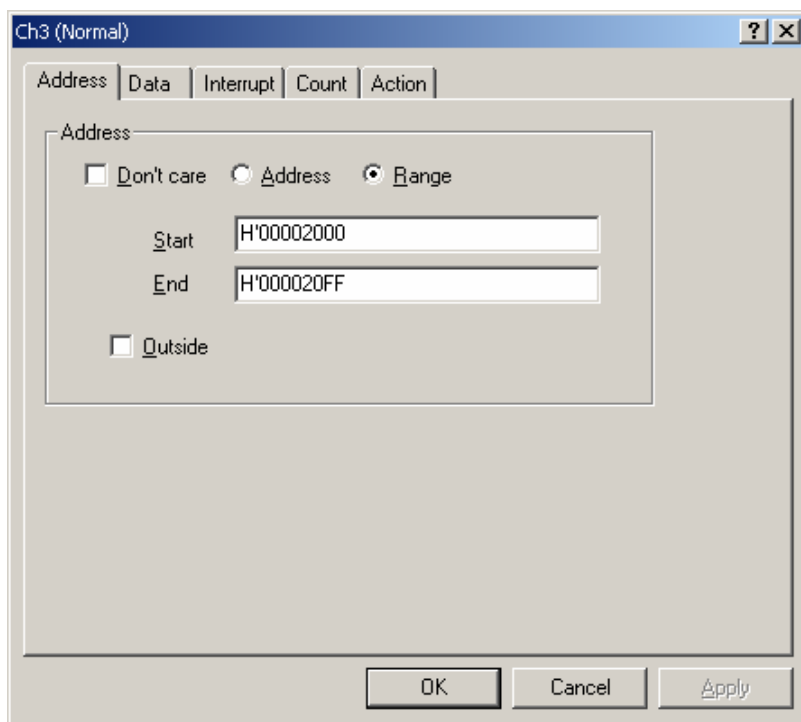 Ch3 (Normal)
Address Data Interrupt Count Action
Address
Don't care Address Range
Start H'00002000
End H'000020FF
Outside
OK Cancel Apply